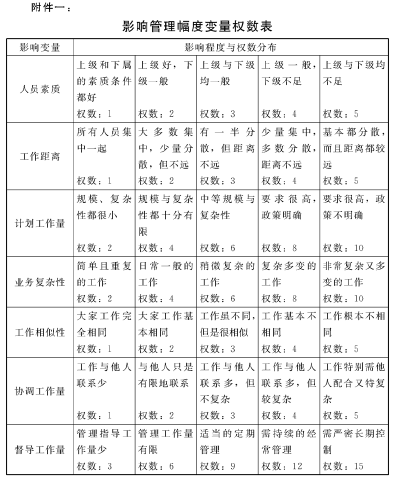 附件一：
影响管理幅度变量权数表
影响变量 影响程度与权数分布
人员素质
上级和下属的素质条件都好
权数：1
上级好，下级一般
权数：2
上级与下级均一般
权数：3
上级一般，下级不足
权数：4
上级与下级均不足
权数：5
工作距离
所有人员集中一起
权数：1
大多数集中，少量分散，但不远
权数：2
有一半分散，但距离不远
权数：3
少量集中，多数分散，距离不远
权数：4
基本都分散，而且距离都较远
权数：5
计划工作量
规模、复杂性都很小
权数：2
规模与复杂性都十分有限
权数：4
中等规模与复杂性
权数：6
要求很高，政策明确
权数：8
要求很高，政策不明确
权数：10
业务复杂性
简单且重复的工作
权数：2
日常一般的工作
权数：4
稍微复杂的工作
权数：6
复杂多变的工作
权数：8
非常复杂又多变的工作
权数：10
工作相似性
大家工作完全相同
权数：1
大家工作基本相同
权数：2
工作虽不同，但是很相似
权数：3
工作基本不相同
权数：4
工作根本不相同
权数：5
协调工作量
工作与他人联系少
权数：1
与他人只是有限地联系
权数：2
工作与他人联系多，但不复杂
权数：3
工作与他人联系多，但较复杂
权数：4
工作特别需他人配合又特复杂
权数：5
督导工作量
管理指导工作量少
权数：3
管理工作量有限
权数：6
适当的定期管理
权数：9
需持续的经常管理
权数：12
需严密长期控制
权数：15